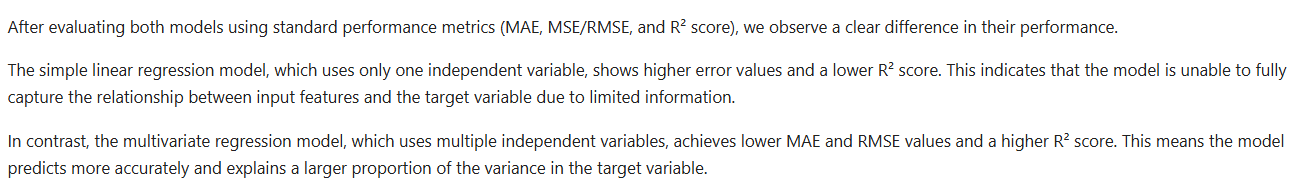 After evaluating both models using standard performance metrics (MAE, MSE/RMSE, and R² score), we observe a clear difference in their performance.
The simple linear regression model, which uses only one independent variable, shows higher error values and a lower R² score. This indicates that the model is unable to fully
capture the relationship between input features and the target variable due to limited information.
In contrast, the multivariate regression model, which uses multiple independent variables, achieves lower MAE and RMSE values and a higher R² score. This means the model
predicts more accurately and explains a larger proportion of the variance in the target variable.